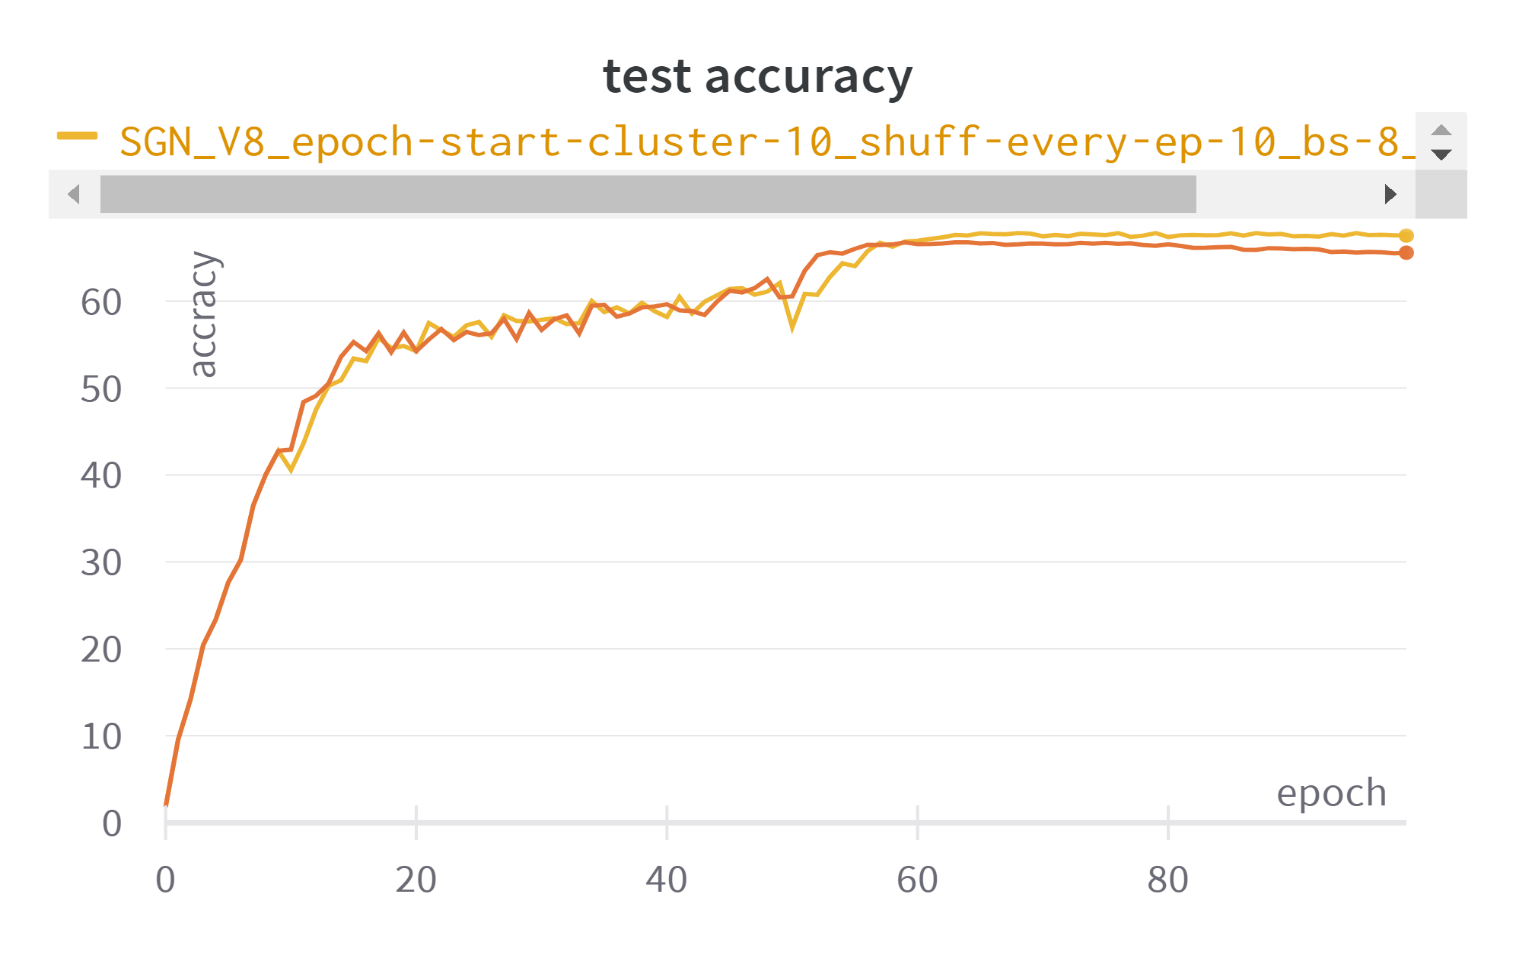 test accuracy
SGN_V8_epoch-start-cluster-10_shuff-every-ep-10_bs-8_
accracy
60
50
40
30
20
10
0
epoch
0 20 40 60 80